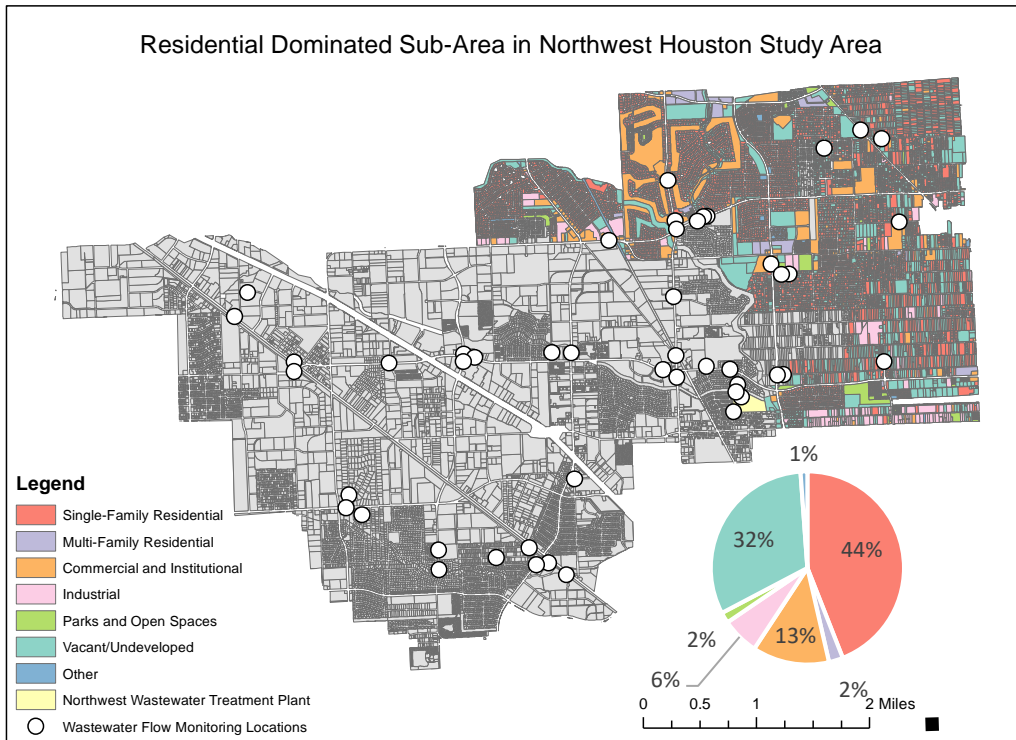 Residential Dominated Sub-Area in Northwest Houston Study Area
Legend
Single-Family Residential
Multi-Family Residential
Commercial and Institutional
Industrial
Parks and Open Spaces
Vacant/Undeveloped
Other
Northwest Wastewater Treatment Plant
Wastewater Flow Monitoring Locations
1%
32%
44%
13%
2%
6%
2%
0 0.5 1 2 Miles